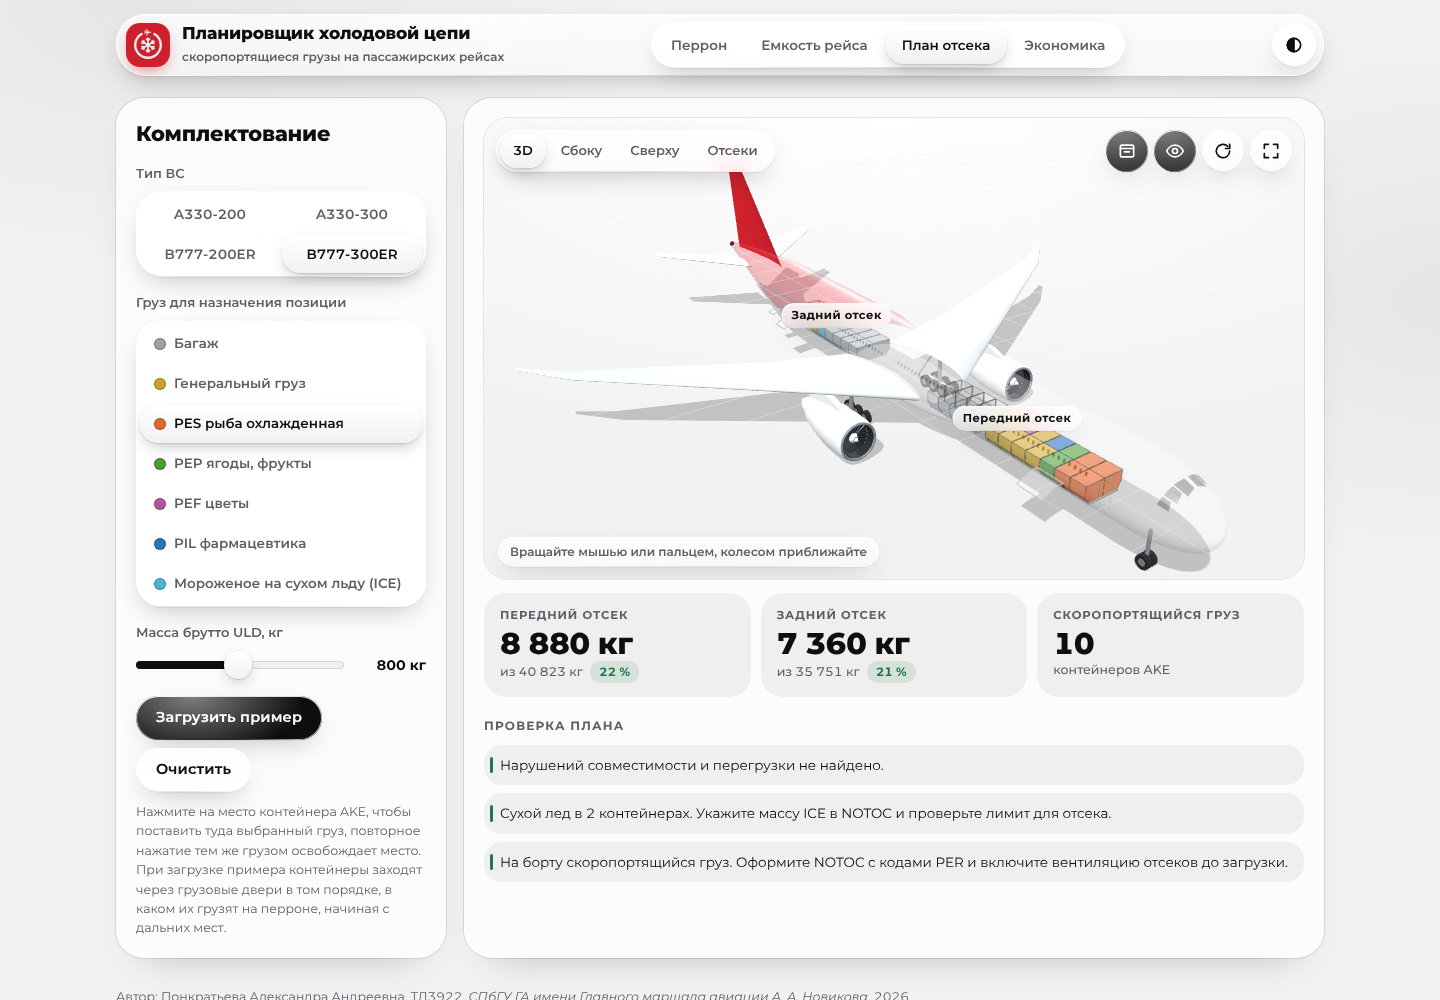 Планировщик холодовой цепи
скоропортящиеся грузы на пассажирских рейсах
Перрон
Емкость рейса
План отсека
Экономика
Комплектование
Тип ВС
A330-200
A330-300
B777-200ER
B777-300ER
Груз для назначения позиции
Багаж
Генеральный груз
PES рыба охлажденная
PEP ягоды, фрукты
PEF цветы
PIL фармацевтика
Мороженое на сухом льду (ICE)
Масса брутто ULD, кг
800 кг
Загрузить пример
Очистить
Нажмите на место контейнера AKE, чтобы
поставить туда выбранный груз, повторное
нажатие тем же грузом освобождает место.
При загрузке примера контейнеры заходят
через грузовые двери в том порядке, в
каком их грузят на перроне, начиная с
дальних мест.
3D
Сбоку
Сверху
Отсеки
Задний отсек
Передний отсек
Вращайте мышью или пальцем, колесом приближайте
ПЕРЕДНИЙ ОТСЕК
8 880 кг
из 40 823 кг 22 %
ЗАДНИЙ ОТСЕК
7 360 кг
из 35 751 кг 21 %
СКОРОПОРТЯЩИЙСЯ ГРУЗ
10
контейнеров AKE
ПРОВЕРКА ПЛАНА
Нарушений совместимости и перегрузки не найдено.
Сухой лед в 2 контейнерах. Укажите массу ICE в NOTOC и проверьте лимит для отсека.
На борту скоропортящийся груз. Оформите NOTOC с кодами PER и включите вентиляцию отсеков до загрузки.
Автор: Понкратьева Александра Андреевна, ТЛ3922, СПбГУ ГА имени Главного маршала авиации А. А. Новикова, 2026